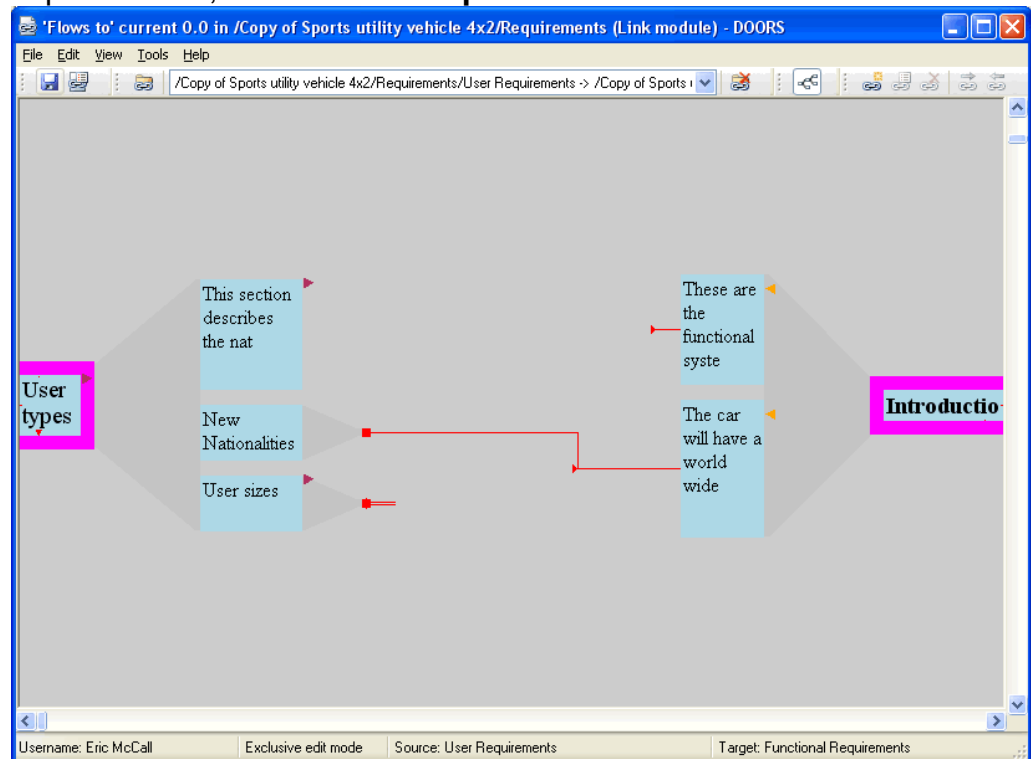 'Flows to' current 0.0 in /Copy of Sports utility vehicle 4x2/Requirements (Link module) - DOORS
File Edit View Tools Help
/Copy of Sports utility vehicle 4x2/Requirements/User Requirements -> /Copy of Sports
This section
describes
the nat
These are
the
functional
syste
User
types
New
Nationalities
The car
will have a
world
wide
Introductio
User sizes
Username: Eric McCall Exclusive edit mode Source: User Requirements Target: Functional Requirements